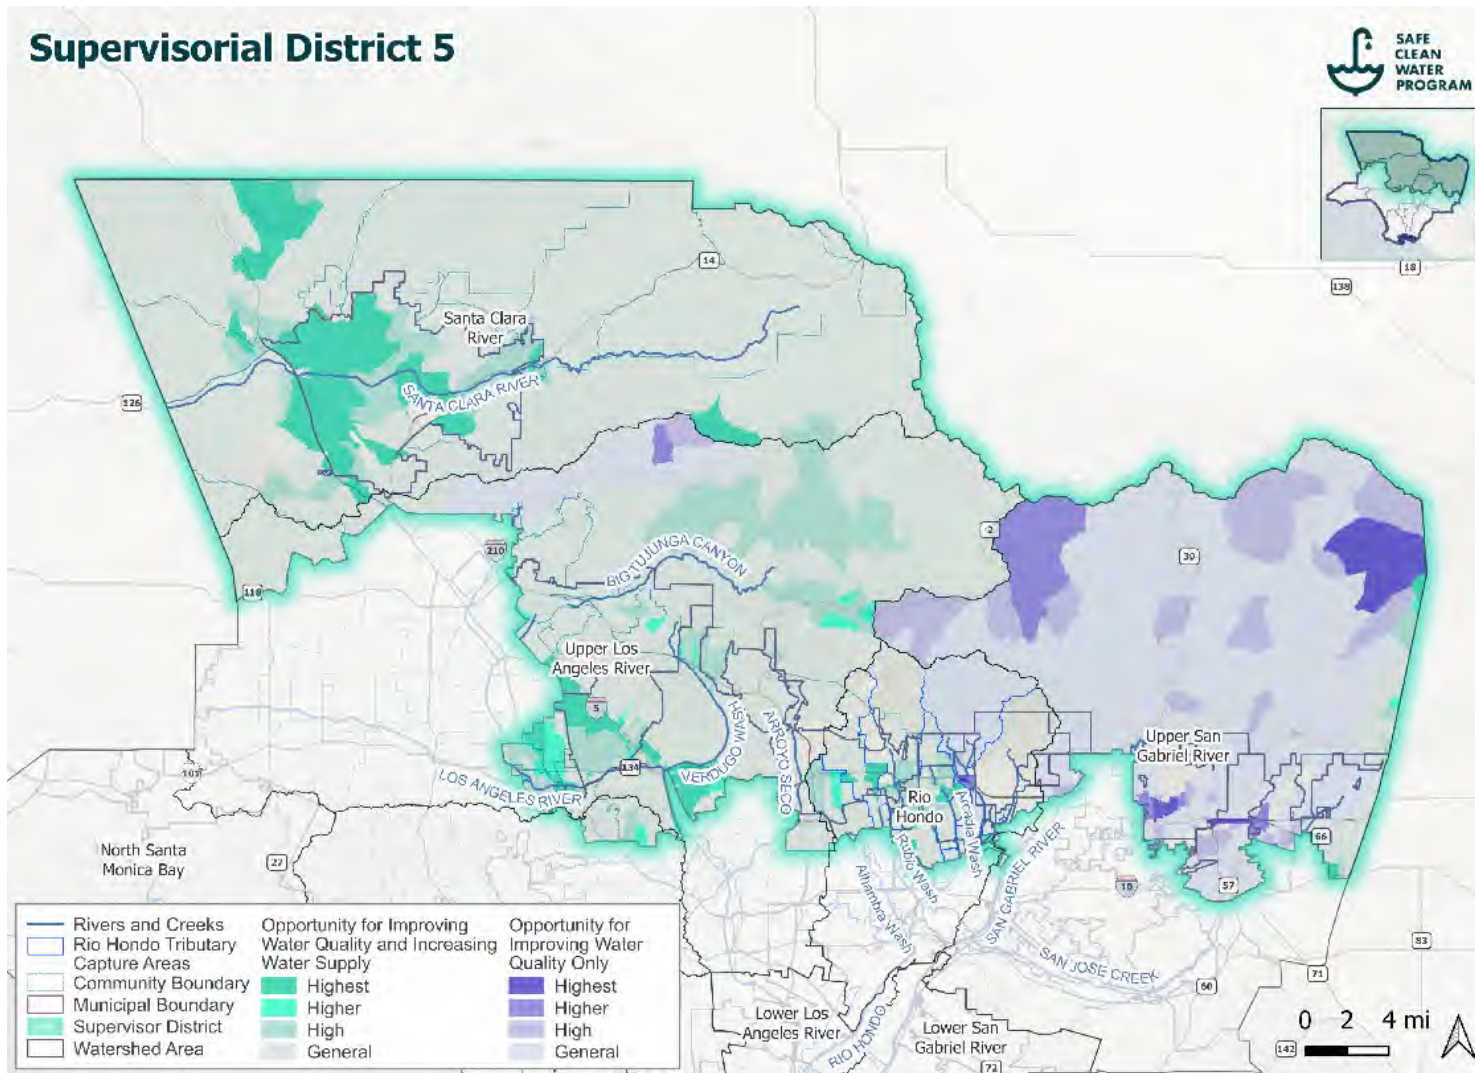 Supervisorial District 5
SAFE
CLEAN
WATER
PROGRAM
18
138
14
Santa Clara
River
126
SANTA CLARA RIVER
2
39
210
BIG TUJUNGA CANYON
118
Upper Los
Angeles River
5
VERDUGO WASH
ARROYO SECO
Upper San
Gabriel River
134
101
LOS ANGELES RIVER
Rio
Hondo
Arcadia Wash
Rubio Wash
Alhambra Wash
SAN GABRIEL RIVER
66
North Santa
Monica Bay
27
10
57
SAN JOSE CREEK
83
71
60
Lower Los
Angeles River
RIO HONDO
Lower San
Gabriel River
72
142
0 2 4 mi
Rivers and Creeks
Rio Hondo Tributary
Capture Areas
Community Boundary
Municipal Boundary
Supervisor District
Watershed Area
Opportunity for Improving
Water Quality and Increasing
Water Supply
Highest
Higher
High
General
Opportunity for
Improving Water
Quality Only
Highest
Higher
High
General